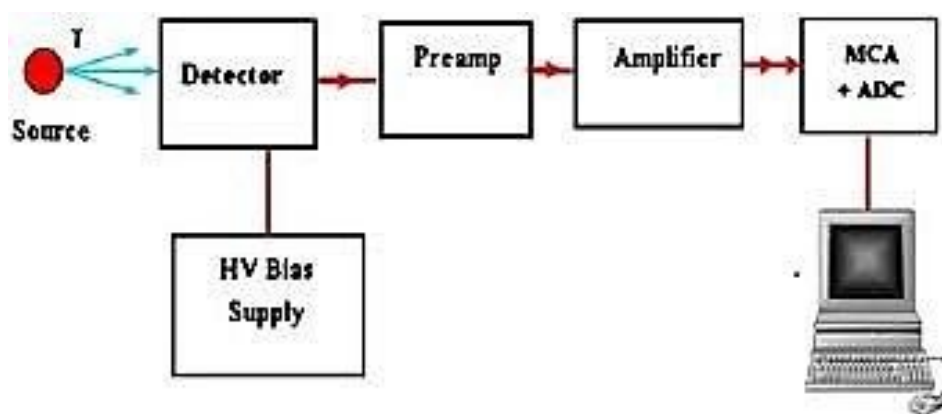 γ
Source
Detector
Preamp
Amplifier
MCA
+ ADC
HV Bias
Supply